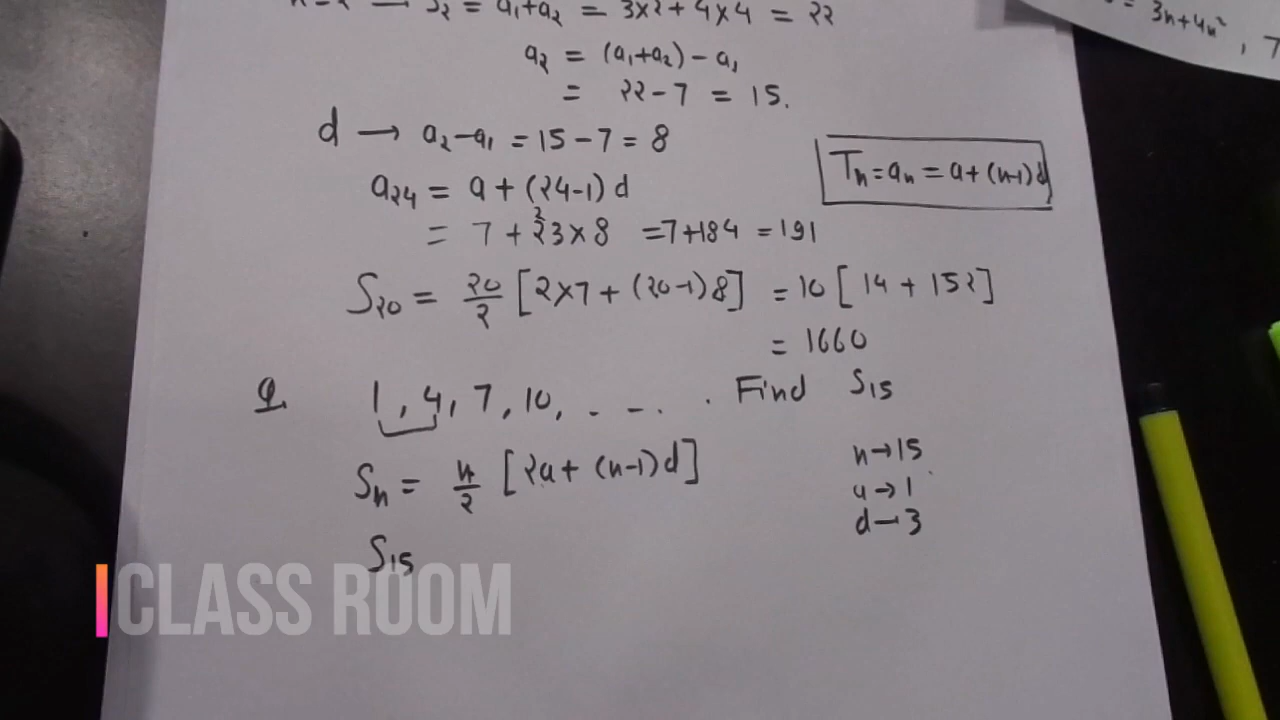 S₂ = a₁+a₂ = 3×2+4×4 = 22
= 3n+4n², 7
a₂ = (a₁+a₂) − a₁
= 22−7 = 15.
d → a₂−a₁ = 15−7 = 8
Tₙ=aₙ = a+(n-1)d
a₂₄ = a + (24-1) d
= 7 + 23×8 =7+184 =191
S₂₀ = 20/2 [2×7+(20-1)8] = 10 [14 + 152]
= 1660
Q. 1, 4, 7, 10, . - - . . Find S₁₅
Sₙ = n/2 [2a+ (n-1)d]
n→15
a→1
d→3
S₁₅
CLASS ROOM